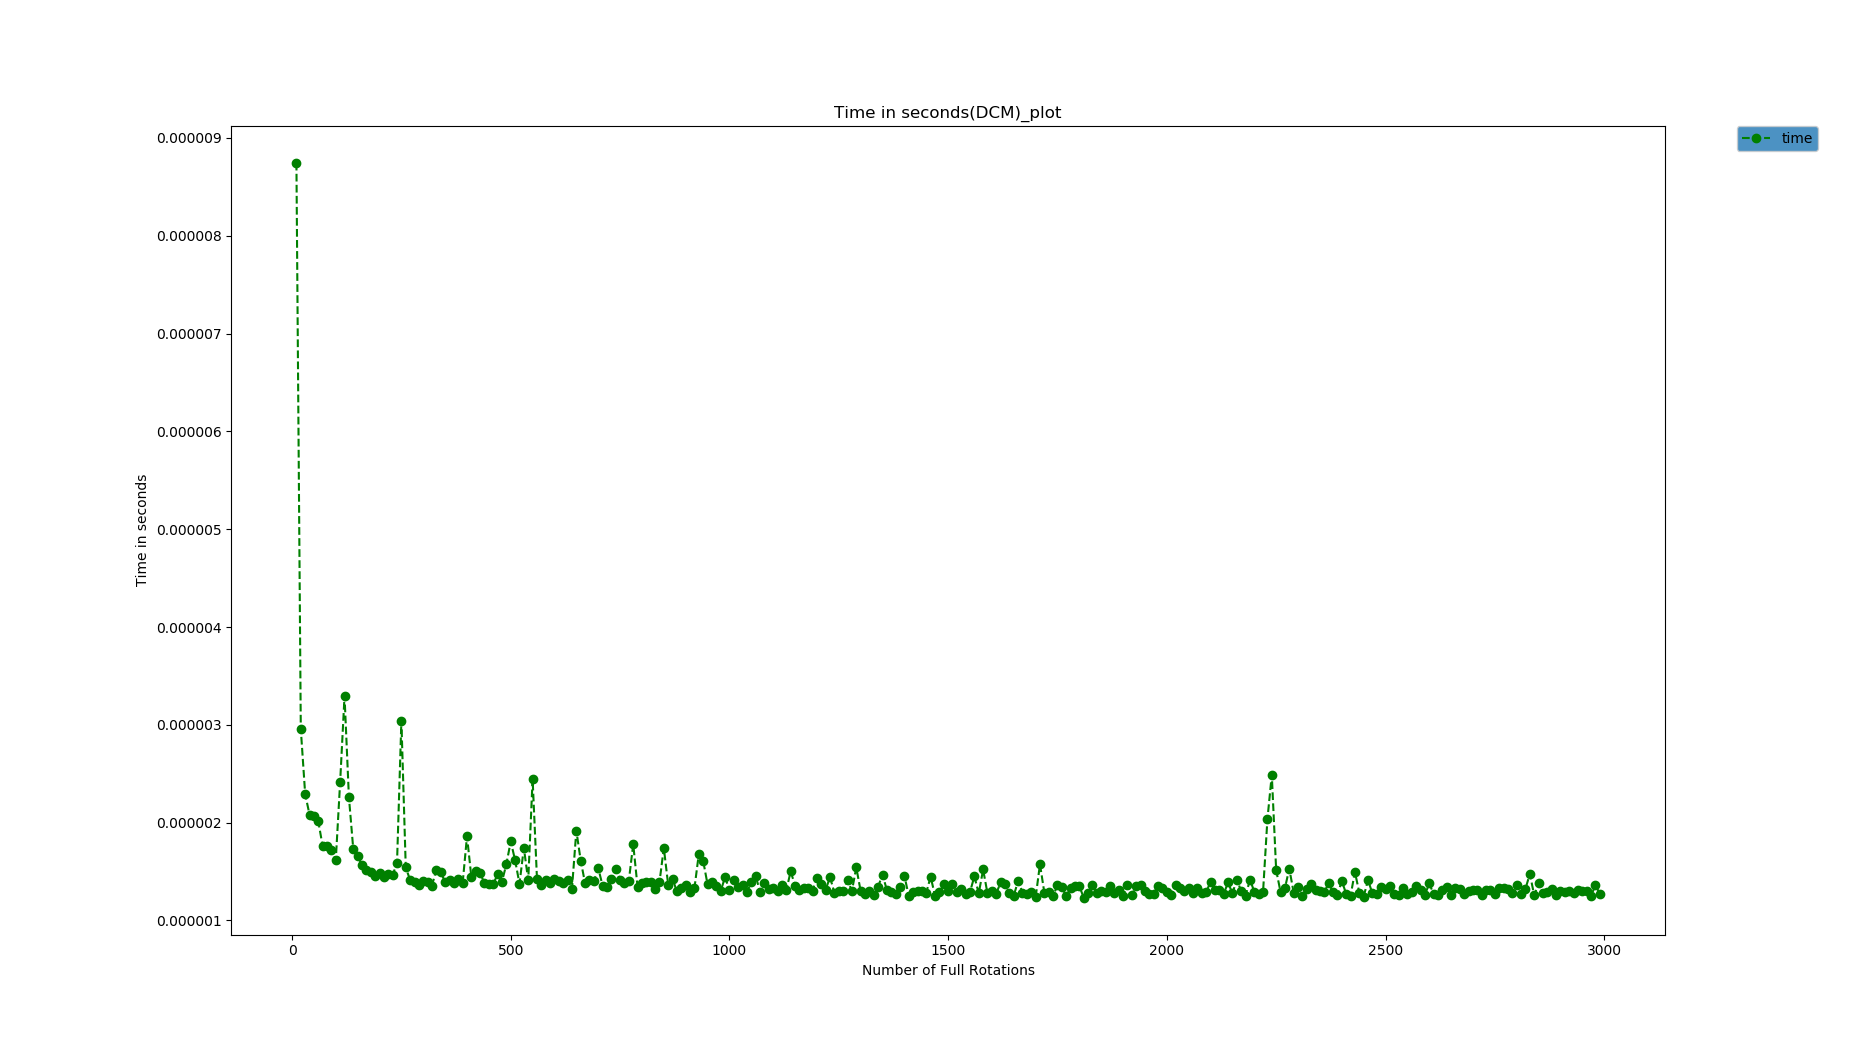 Time in seconds(DCM)_plot
time
0.000009
0.000008
0.000007
0.000006
0.000005
0.000004
0.000003
0.000002
0.000001
Time in seconds
0 500 1000 1500 2000 2500 3000
Number of Full Rotations